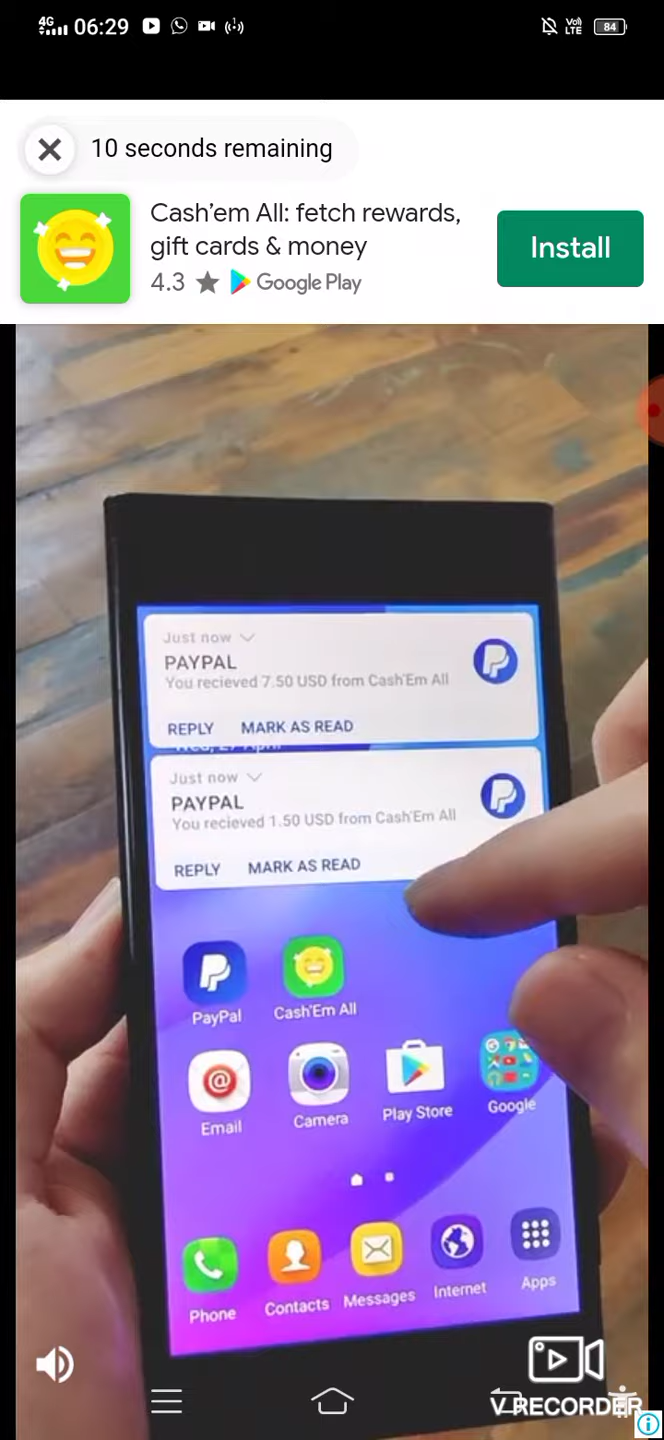 4G 06:29 Vo) LTE 84
10 seconds remaining
Cash'em All: fetch rewards,
gift cards & money
Install
4.3 ★ Google Play
Just now
PAYPAL
You recieved 7.50 USD from Cash'Em All
REPLY MARK AS READ
Just now
PAYPAL
You recieved 1.50 USD from Cash'Em All
REPLY MARK AS READ
PayPal Cash'Em All
Email Camera Play Store Google
Phone Contacts Messages Internet Apps
V RECORDER